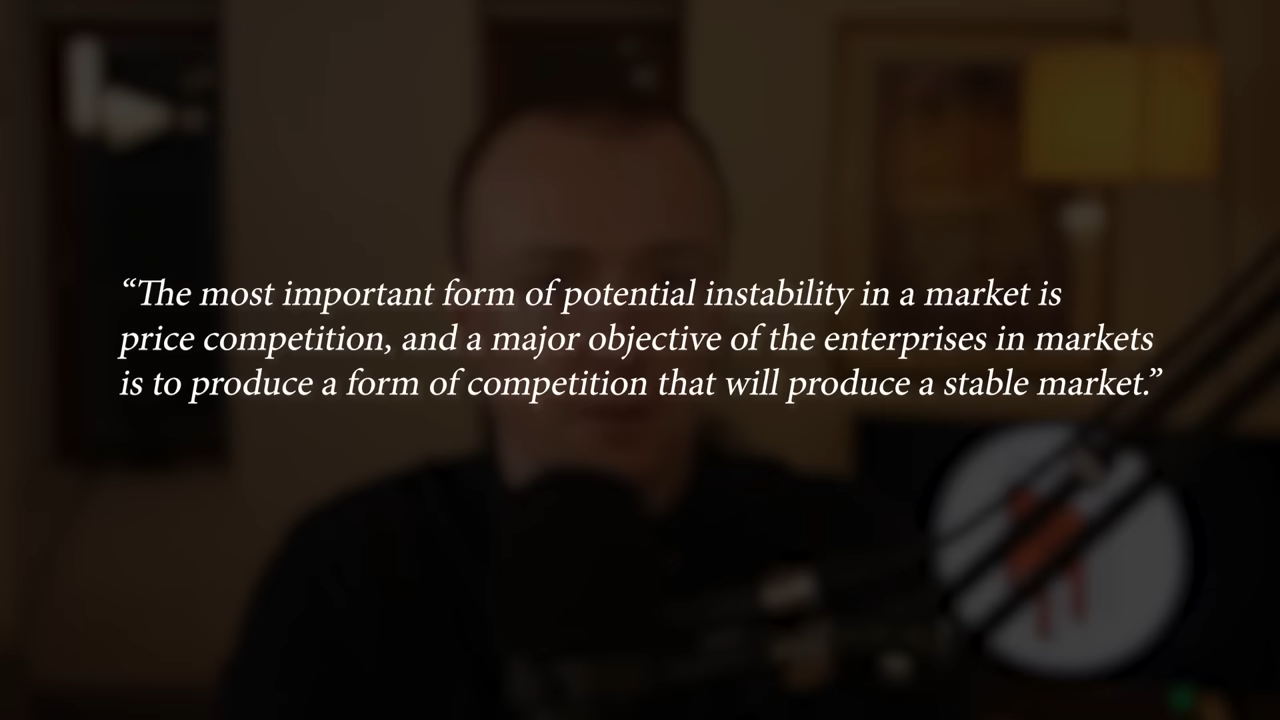 “The most important form of potential instability in a market is
price competition, and a major objective of the enterprises in markets
is to produce a form of competition that will produce a stable market.”